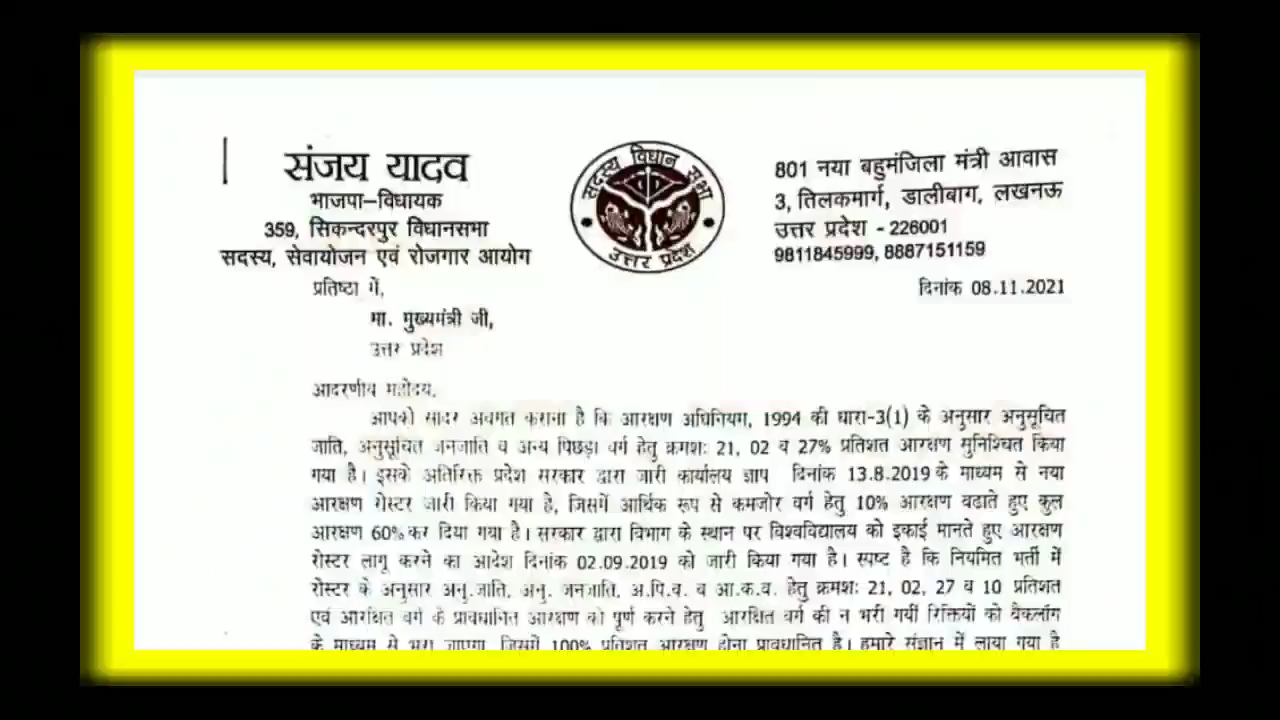 संजय यादव
भाजपा-विधायक
359, सिकन्दरपुर विधानसभा
सदस्य, सेवायोजन एवं रोजगार आयोग
सदस्य विधान सभा
उत्तर प्रदेश
801 नया बहुमंजिला मंत्री आवास
3, तिलकमार्ग, डालीबाग, लखनऊ
उत्तर प्रदेश - 226001
9811845999, 8887151159
दिनांक 08.11.2021
प्रतिष्ठा में,
मा. मुख्यमंत्री जी,
उत्तर प्रदेश
आदरणीय महोदय,
आपको सादर अवगत कराना है कि आरक्षण अधिनियम, 1994 की धारा-3(1) के अनुसार अनुसूचित
जाति, अनुसूचित जनजाति व अन्य पिछड़ा वर्ग हेतु क्रमशः 21, 02 व 27% प्रतिशत आरक्षण सुनिश्चित किया
गया है। इसके अतिरिक्त प्रदेश सरकार द्वारा जारी कार्यालय ज्ञाप दिनांक 13.8.2019 के माध्यम से नया
आरक्षण रोस्टर जारी किया गया है, जिसमें आर्थिक रूप से कमजोर वर्ग हेतु 10% आरक्षण बढाते हुए कुल
आरक्षण 60% कर दिया गया है। सरकार द्वारा विभाग के स्थान पर विश्वविद्यालय को इकाई मानते हुए आरक्षण
रोस्टर लागू करने का आदेश दिनांक 02.09.2019 को जारी किया गया है। स्पष्ट है कि नियमित भर्ती में
रोस्टर के अनुसार अनु.जाति, अनु. जनजाति, अ.पि.व. व आ.क.व. हेतु क्रमशः 21, 02, 27 व 10 प्रतिशत
एवं आरक्षित वर्ग के प्रावधानित आरक्षण को पूर्ण करने हेतु आरक्षित वर्ग की न भरी गयीं रिक्तियों को बैकलॉग
के माध्यम से भरा जाएगा, जिसमें 100% प्रतिशत आरक्षण होना प्रावधानित है। हमारे संज्ञान में लाया गया है